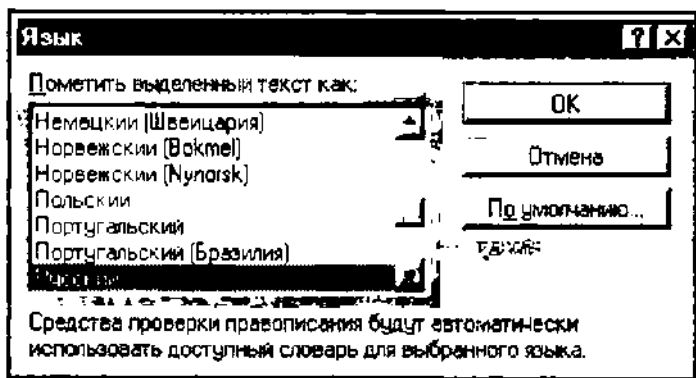 Язык
Пометить выделенный текст как:
Немецкий (Швейцария)
Норвежский (Bokmel)
Норвежский (Nynorsk)
Польский
Португальский
Португальский (Бразилия)
OK
Отмена
По умолчанию...
Средства проверки правописания будут автоматически
использовать доступный словарь для выбранного языка.